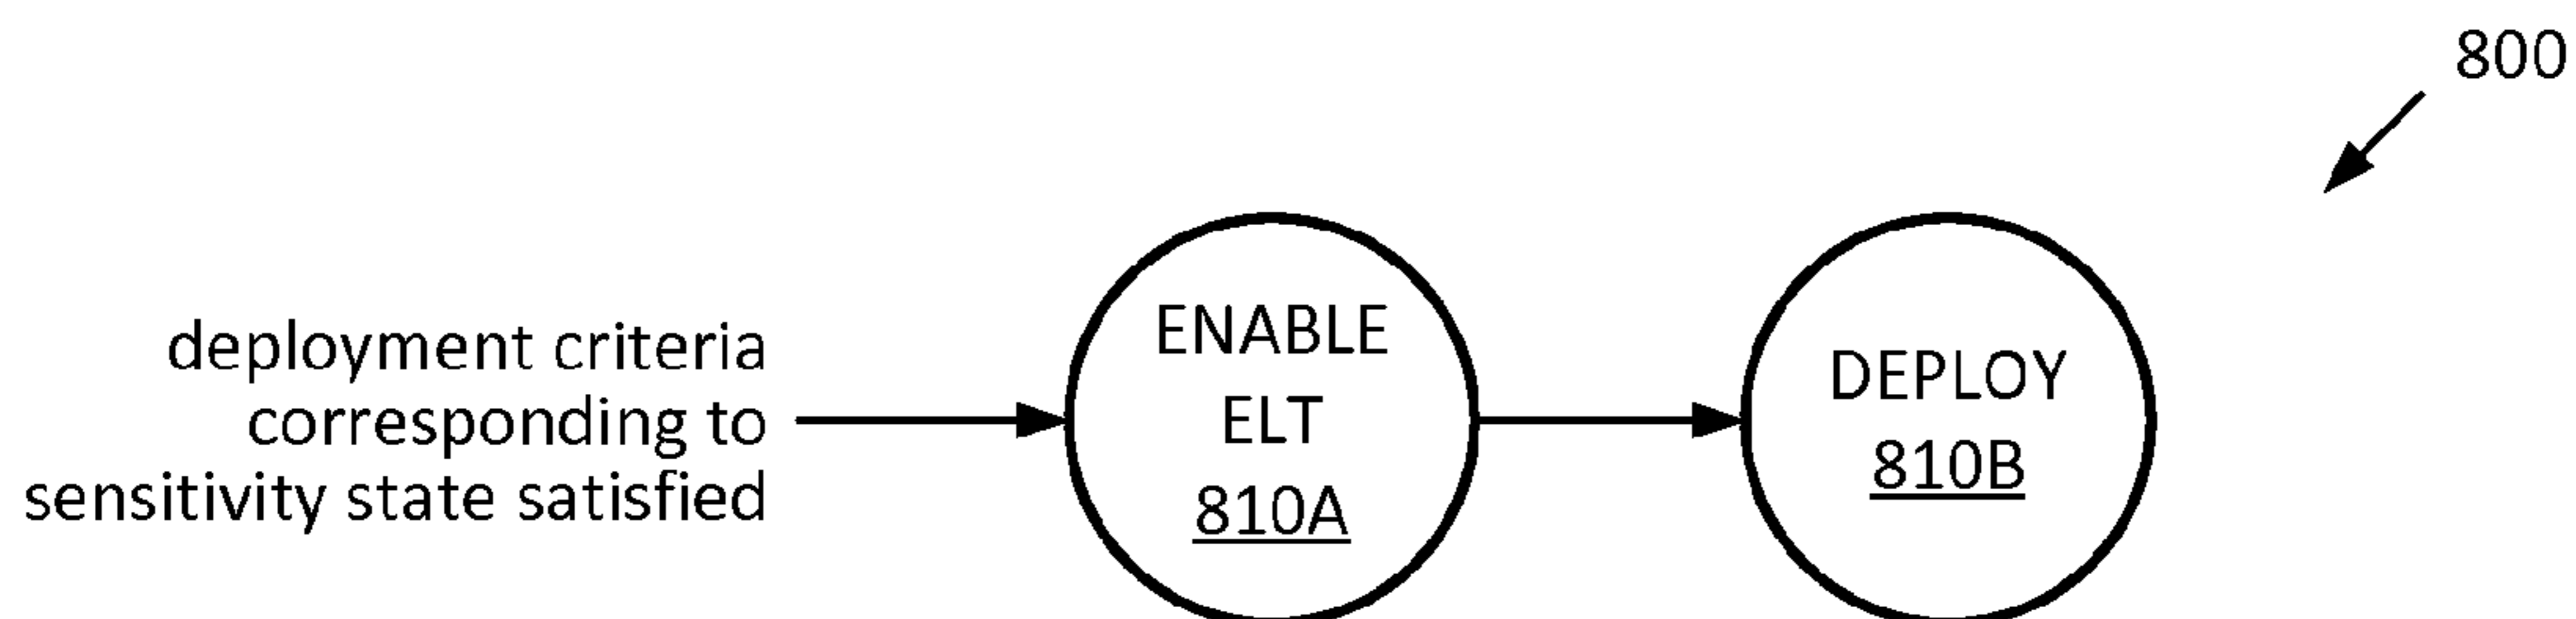 800
deployment criteria
corresponding to
sensitivity state satisfied
ENABLE
ELT
810A
DEPLOY
810B